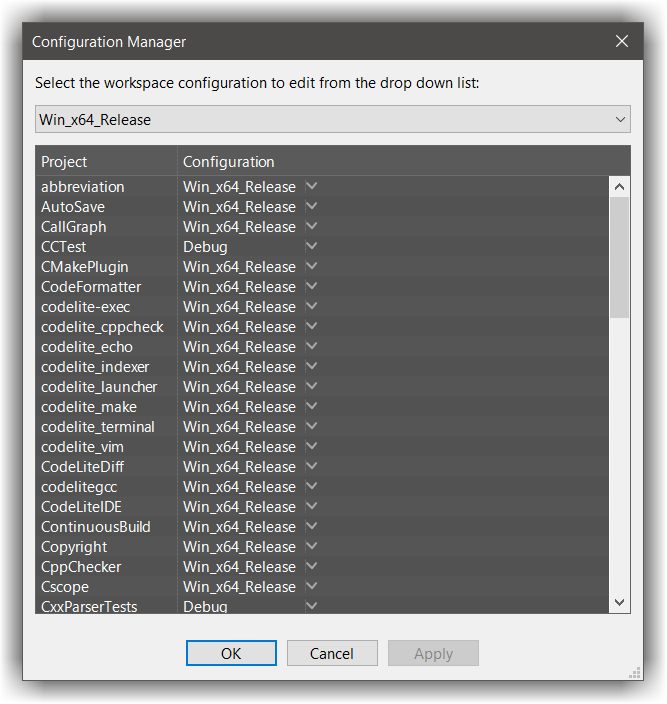 Configuration Manager
Select the workspace configuration to edit from the drop down list:
Win_x64_Release
Project Configuration
abbreviation Win_x64_Release
AutoSave Win_x64_Release
CallGraph Win_x64_Release
CCTest Debug
CMakePlugin Win_x64_Release
CodeFormatter Win_x64_Release
codelite-exec Win_x64_Release
codelite_cppcheck Win_x64_Release
codelite_echo Win_x64_Release
codelite_indexer Win_x64_Release
codelite_launcher Win_x64_Release
codelite_make Win_x64_Release
codelite_terminal Win_x64_Release
codelite_vim Win_x64_Release
CodeLiteDiff Win_x64_Release
codelitegcc Win_x64_Release
CodeLiteIDE Win_x64_Release
ContinuousBuild Win_x64_Release
Copyright Win_x64_Release
CppChecker Win_x64_Release
Cscope Win_x64_Release
CxxParserTests Debug
OK Cancel Apply